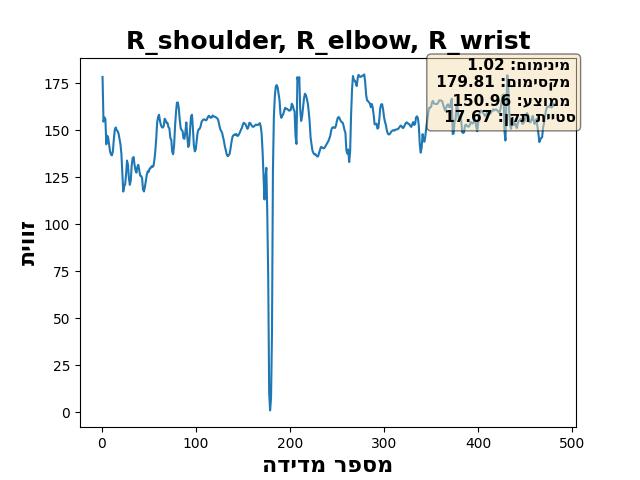 R_shoulder, R_elbow, R_wrist
מינימום: 1.02
מקסימום: 179.81
ממוצע: 150.96
סטיית תקן: 17.67
זווית
175
150
125
100
75
50
25
0
0 100 200 300 400 500
מספר מדידה